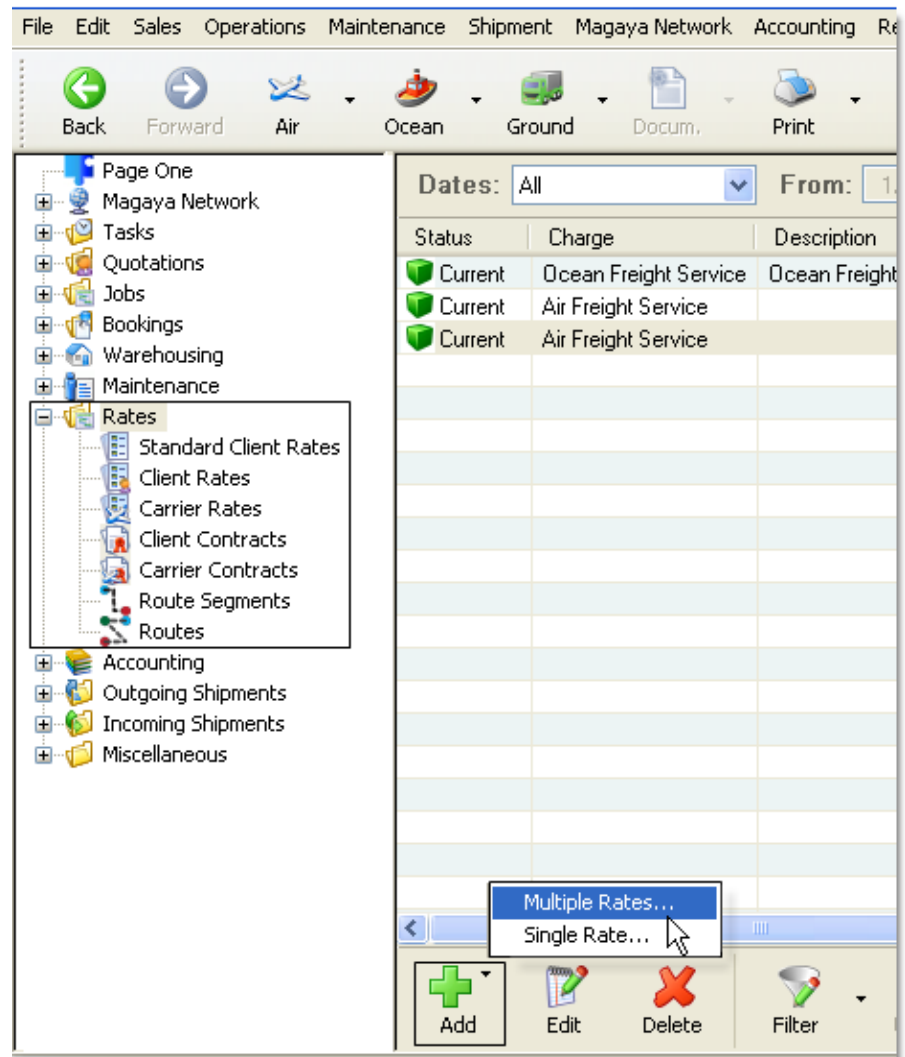 File Edit Sales Operations Maintenance Shipment Magaya Network Accounting
Back Forward Air Ocean Ground Docum. Print
Page One
Magaya Network
Tasks
Quotations
Jobs
Bookings
Warehousing
Maintenance
Rates
Standard Client Rates
Client Rates
Carrier Rates
Client Contracts
Carrier Contracts
Route Segments
Routes
Accounting
Outgoing Shipments
Incoming Shipments
Miscellaneous
Dates: All From: 1
Status Charge Description
Current Ocean Freight Service Ocean Freight
Current Air Freight Service
Current Air Freight Service
Multiple Rates...
Single Rate...
Add Edit Delete Filter